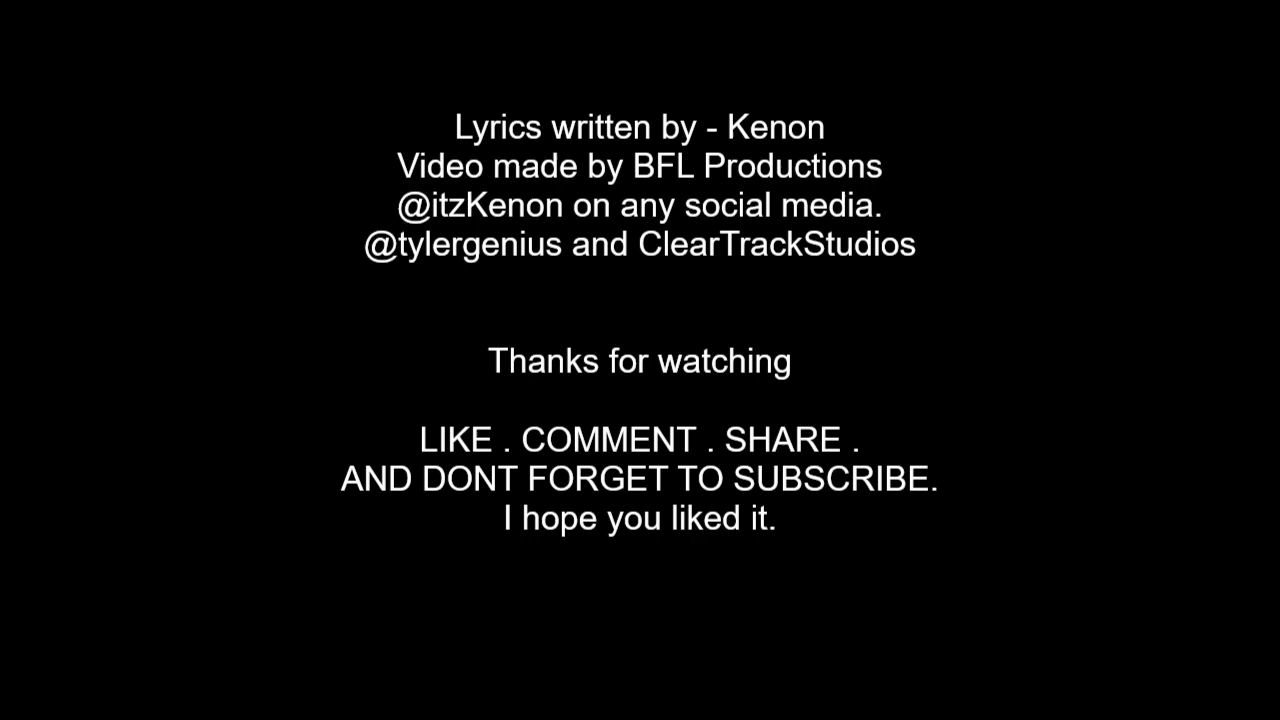 Lyrics written by - Kenon
Video made by BFL Productions
@itzKenon on any social media.
@tylergenius and ClearTrackStudios
Thanks for watching
LIKE . COMMENT . SHARE .
AND DONT FORGET TO SUBSCRIBE.
I hope you liked it.